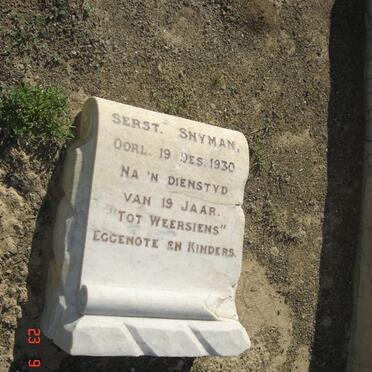 SERST. SNYMAN,
OORL. 19 DES. 1930
NA 'N DIENSTYD
VAN 19 JAAR.
"TOT WEERSIENS"
EGGENOTE EN KINDERS.
23 9